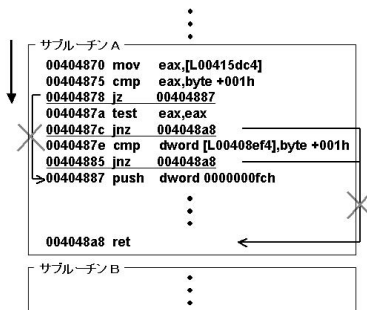 サブルーチン A
00404870 mov eax,[L00415dc4]
00404875 cmp eax,byte +001h
00404878 jz 00404887
0040487a test eax,eax
0040487c jnz 004048a8
0040487e cmp dword [L00408ef4],byte +001h
00404885 jnz 004048a8
00404887 push dword 0000000fch
004048a8 ret
サブルーチン B